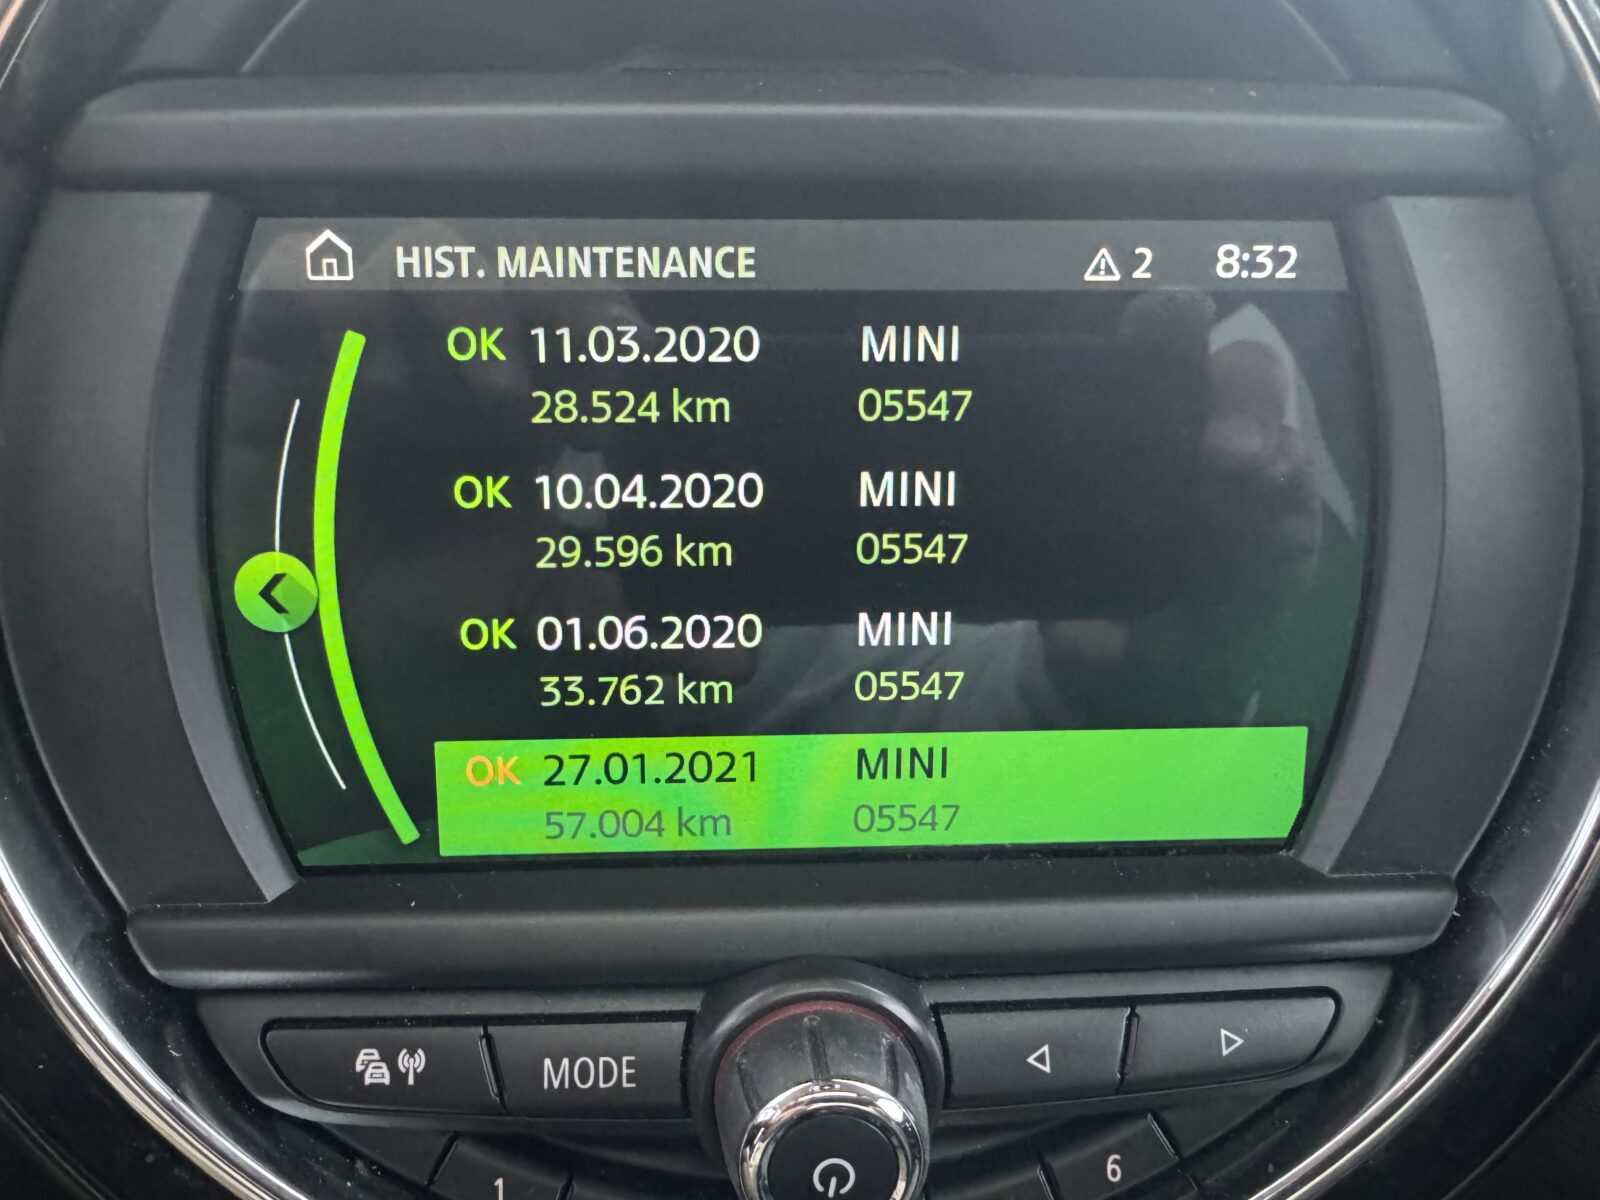 HIST. MAINTENANCE 2 8:32
OK 11.03.2020 MINI
28.524 km 05547
OK 10.04.2020 MINI
29.596 km 05547
OK 01.06.2020 MINI
33.762 km 05547
OK 27.01.2021 MINI
57.004 km 05547
MODE
1 6